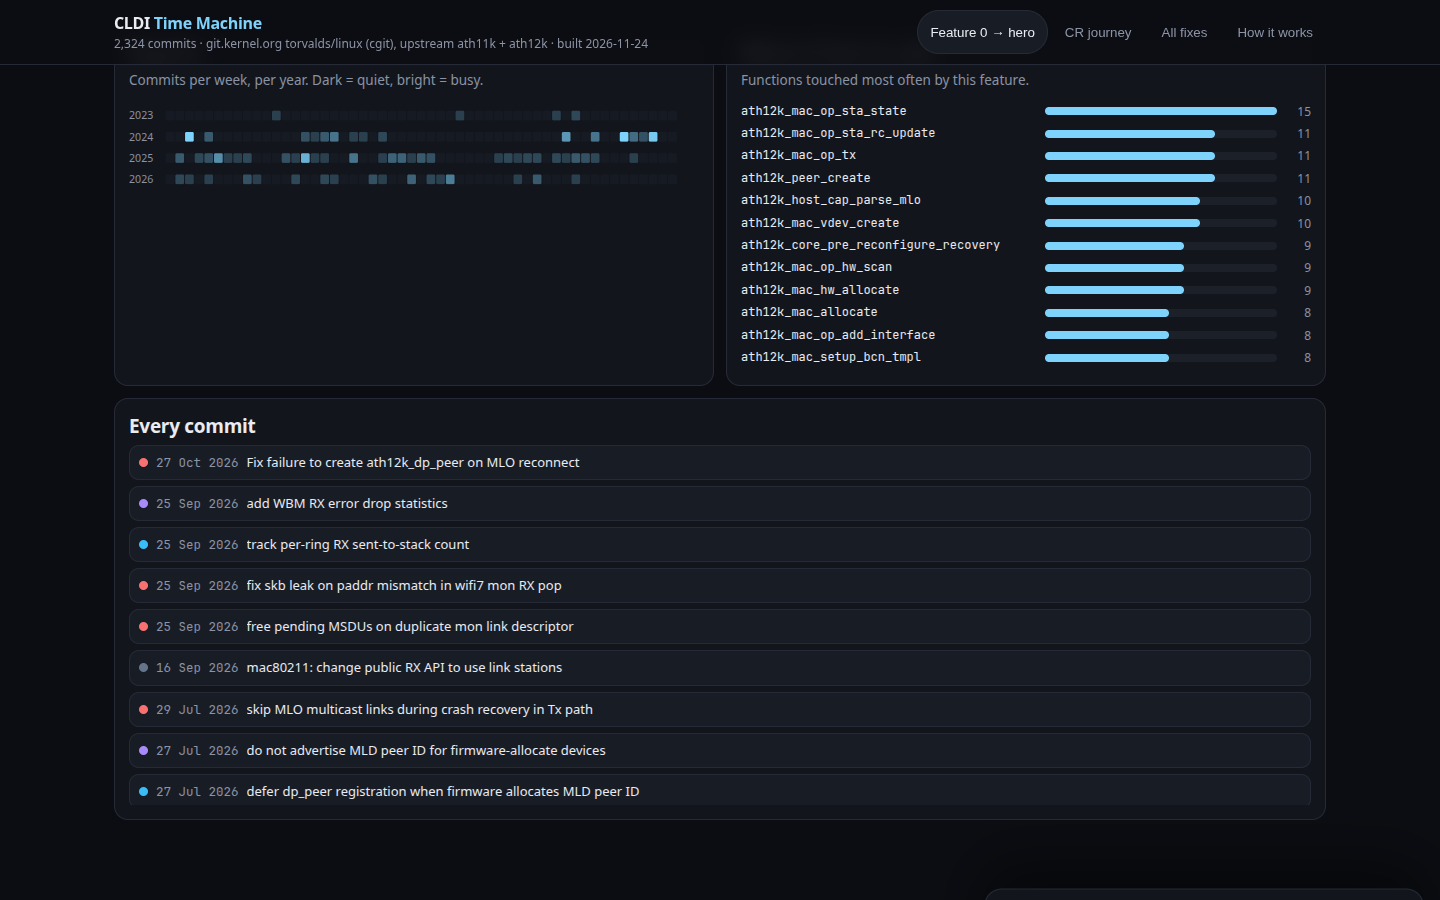 CLDI Time Machine
2,324 commits · git.kernel.org torvalds/linux (cgit), upstream ath11k + ath12k · built 2026-11-24
Feature 0 → hero
CR journey
All fixes
How it works
Commits per week, per year. Dark = quiet, bright = busy.
2023
2024
2025
2026
Functions touched most often by this feature.
ath12k_mac_op_sta_state 15
ath12k_mac_op_sta_rc_update 11
ath12k_mac_op_tx 11
ath12k_peer_create 11
ath12k_host_cap_parse_mlo 10
ath12k_mac_vdev_create 10
ath12k_core_pre_reconfigure_recovery 9
ath12k_mac_op_hw_scan 9
ath12k_mac_hw_allocate 9
ath12k_mac_allocate 8
ath12k_mac_op_add_interface 8
ath12k_mac_setup_bcn_tmpl 8
Every commit
27 Oct 2026 Fix failure to create ath12k_dp_peer on MLO reconnect
25 Sep 2026 add WBM RX error drop statistics
25 Sep 2026 track per-ring RX sent-to-stack count
25 Sep 2026 fix skb leak on paddr mismatch in wifi7 mon RX pop
25 Sep 2026 free pending MSDUs on duplicate mon link descriptor
16 Sep 2026 mac80211: change public RX API to use link stations
29 Jul 2026 skip MLO multicast links during crash recovery in Tx path
27 Jul 2026 do not advertise MLD peer ID for firmware-allocate devices
27 Jul 2026 defer dp_peer registration when firmware allocates MLD peer ID